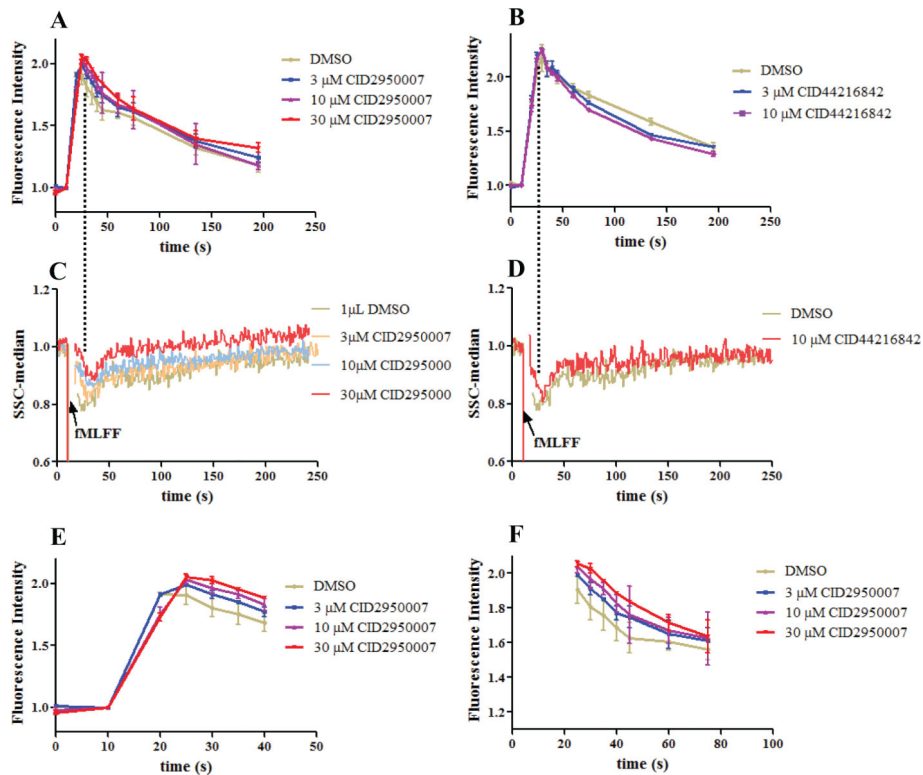 A
Fluorescence Intensity
2.0
1.5
1.0
0
50
100
150
200
250
time (s)
DMSO
3 μM CID2950007
10 μM CID2950007
30 μM CID2950007
B
Fluorescence Intensity
2.5
2.0
1.5
1.0
0
50
100
150
200
250
time (s)
DMSO
3 μM CID44216842
10 μM CID44216842
C
SSC-median
1.2
1.0
0.8
0.6
0
50
100
150
200
250
time (s)
fMLFF
1μL DMSO
3μM CID2950007
10μM CID295000
30μM CID295000
D
SSC-median
1.2
1.0
0.8
0.6
0
50
100
150
200
250
time (s)
fMLFF
DMSO
10 μM CID44216842
E
Fluorescence Intensity
2.0
1.5
1.0
0
10
20
30
40
50
time (s)
DMSO
3 μM CID2950007
10 μM CID2950007
30 μM CID2950007
F
Fluorescence Intensity
2.0
1.8
1.6
1.4
1.2
0
20
40
60
80
100
time (s)
DMSO
3 μM CID2950007
10 μM CID2950007
30 μM CID2950007